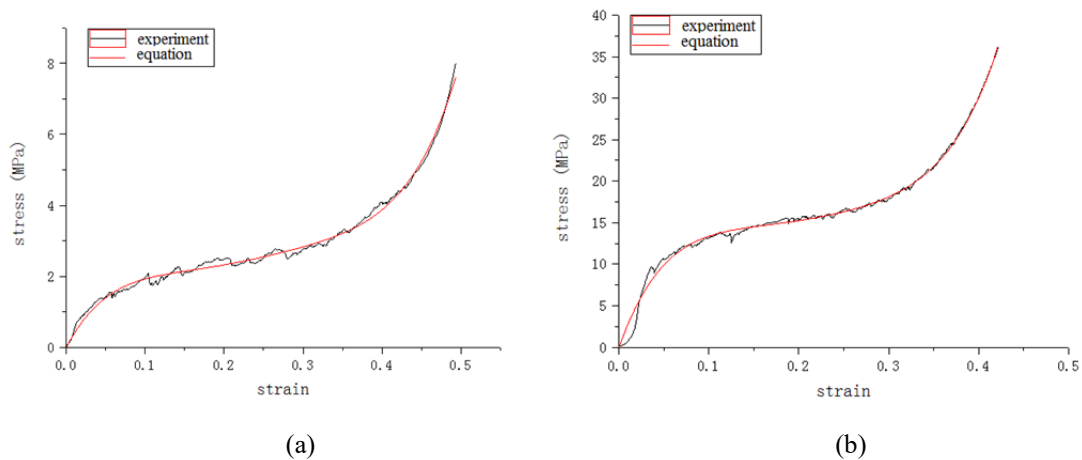 experiment
equation
8
6
4
2
0
stress (MPa)
0.0 0.1 0.2 0.3 0.4 0.5
strain
(a)
experiment
equation
40
35
30
25
20
15
10
5
0
stress (MPa)
0.0 0.1 0.2 0.3 0.4 0.5
strain
(b)